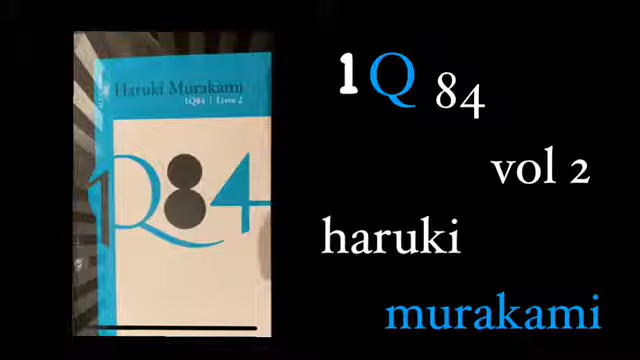 Haruki Murakami
1Q84 | Livro 2
1Q84
1Q 84
vol 2
haruki
murakami